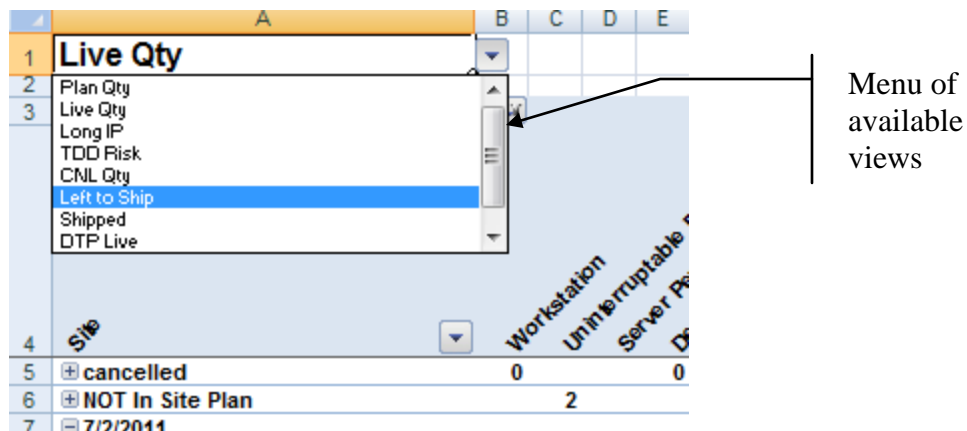 A B C D E
1 Live Qty
2 Plan Qty
3 Live Qty
Long IP
TDD Risk
CNL Qty
Left to Ship
Shipped
DTP Live
Menu of
available
views
4 Site Workstation Uninterruptable Server
5 cancelled 0 0
6 NOT In Site Plan 2
7 7/2/2011